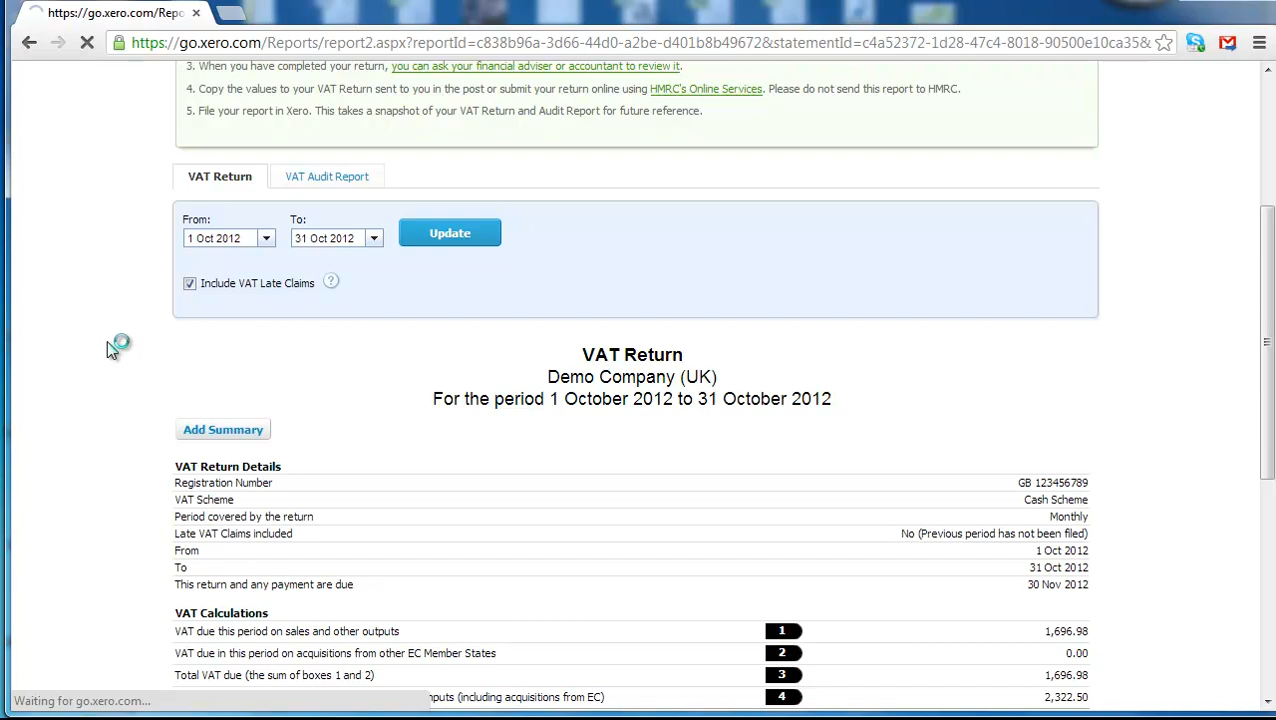 https://go.xero.com/Repo
https://go.xero.com/Reports/report2.aspx?reportId=c838b96a-3d66-44d0-a2be-d401b8b49672&statementId=c4a52372-1d28-47c4-8018-90500e10ca35&
3. When you have completed your return, you can ask your financial adviser or accountant to review it.
4. Copy the values to your VAT Return sent to you in the post or submit your return online using HMRC's Online Services. Please do not send this report to HMRC.
5. File your report in Xero. This takes a snapshot of your VAT Return and Audit Report for future reference.
VAT Return VAT Audit Report
From: To:
1 Oct 2012 31 Oct 2012 Update
Include VAT Late Claims ?
VAT Return
Demo Company (UK)
For the period 1 October 2012 to 31 October 2012
Add Summary
VAT Return Details
Registration Number GB 123456789
VAT Scheme Cash Scheme
Period covered by the return Monthly
Late VAT Claims included No (Previous period has not been filed)
From 1 Oct 2012
To 31 Oct 2012
This return and any payment are due 30 Nov 2012
VAT Calculations
VAT due this period on sales and other outputs 1 1,696.98
VAT due in this period on acquisitions from other EC Member States 2 0.00
Total VAT due (the sum of boxes 1 and 2) 3 1,696.98
nputs (including acquisitions from EC) 4 2,322.50
Waiting for go.xero.com...